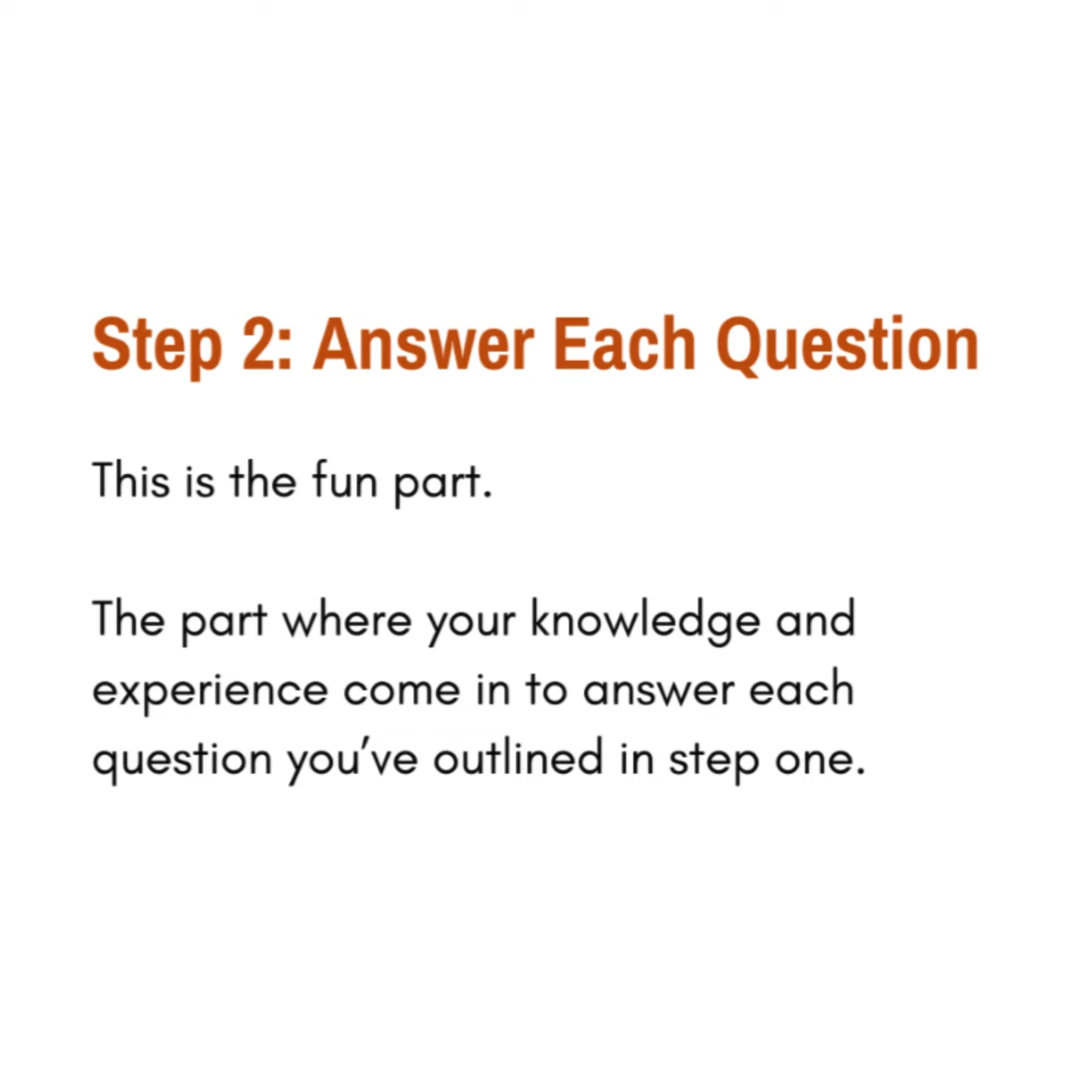 Step 2: Answer Each Question
This is the fun part.
The part where your knowledge and
experience come in to answer each
question you’ve outlined in step one.